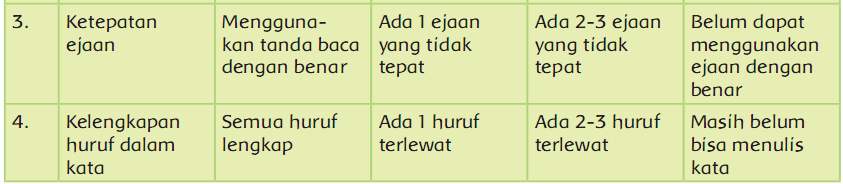 3. Ketepatan ejaan Mengguna-kan tanda baca dengan benar Ada 1 ejaan yang tidak tepat Ada 2-3 ejaan yang tidak tepat Belum dapat menggunakan ejaan dengan benar
4. Kelengkapan huruf dalam kata Semua huruf lengkap Ada 1 huruf terlewat Ada 2-3 huruf terlewat Masih belum bisa menulis kata